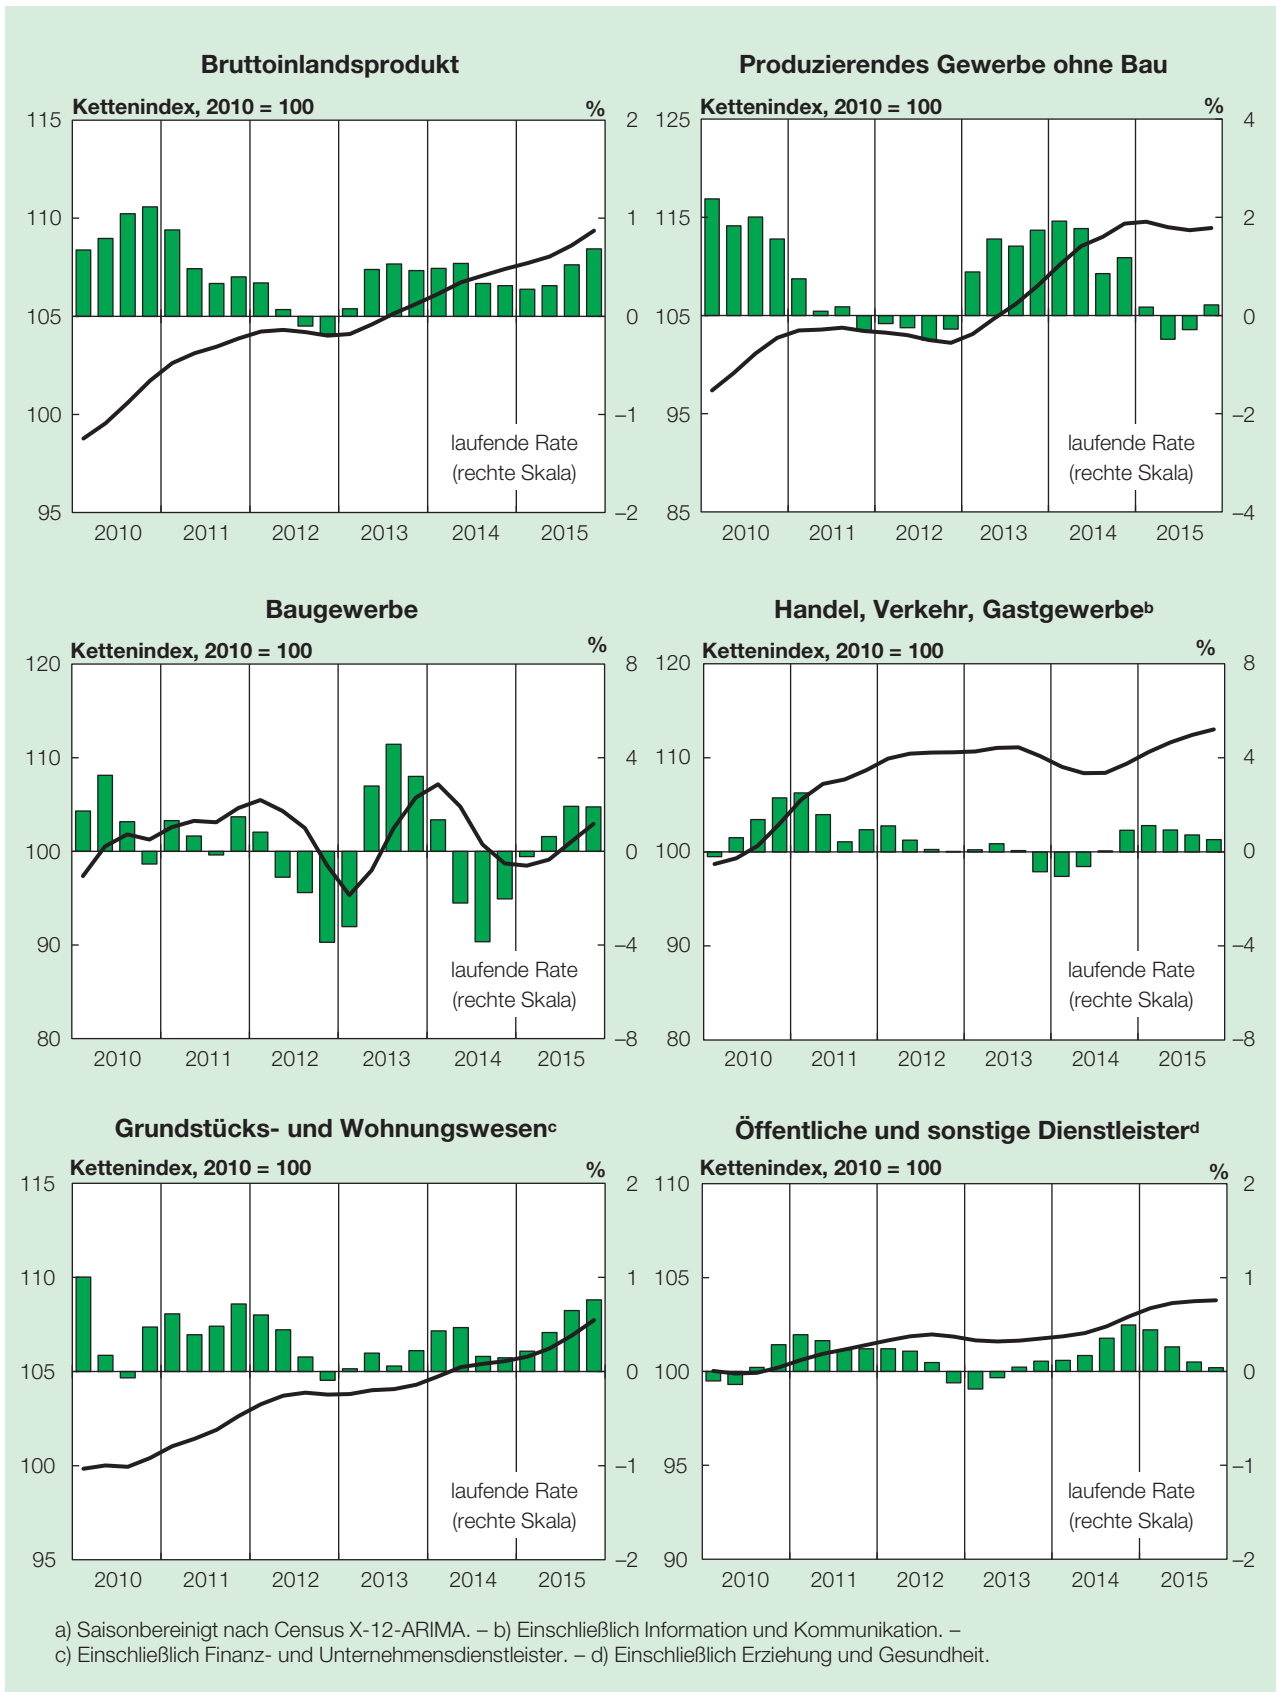 Bruttoinlandsprodukt
Kettenindex, 2010 = 100
%
115
110
105
100
95
2
1
0
–1
–2
laufende Rate
(rechte Skala)
2010 2011 2012 2013 2014 2015
Produzierendes Gewerbe ohne Bau
Kettenindex, 2010 = 100
%
125
115
105
95
85
4
2
0
–2
–4
laufende Rate
(rechte Skala)
2010 2011 2012 2013 2014 2015
Baugewerbe
Kettenindex, 2010 = 100
%
120
110
100
90
80
8
4
0
–4
–8
laufende Rate
(rechte Skala)
2010 2011 2012 2013 2014 2015
Handel, Verkehr, Gastgewerbeᵇ
Kettenindex, 2010 = 100
%
120
110
100
90
80
8
4
0
–4
–8
laufende Rate
(rechte Skala)
2010 2011 2012 2013 2014 2015
Grundstücks- und Wohnungswesenᶜ
Kettenindex, 2010 = 100
%
115
110
105
100
95
2
1
0
–1
–2
laufende Rate
(rechte Skala)
2010 2011 2012 2013 2014 2015
Öffentliche und sonstige Dienstleisterᵈ
Kettenindex, 2010 = 100
%
110
105
100
95
90
2
1
0
–1
–2
laufende Rate
(rechte Skala)
2010 2011 2012 2013 2014 2015
a) Saisonbereinigt nach Census X-12-ARIMA. – b) Einschließlich Information und Kommunikation. –
c) Einschließlich Finanz- und Unternehmensdienstleister. – d) Einschließlich Erziehung und Gesundheit.